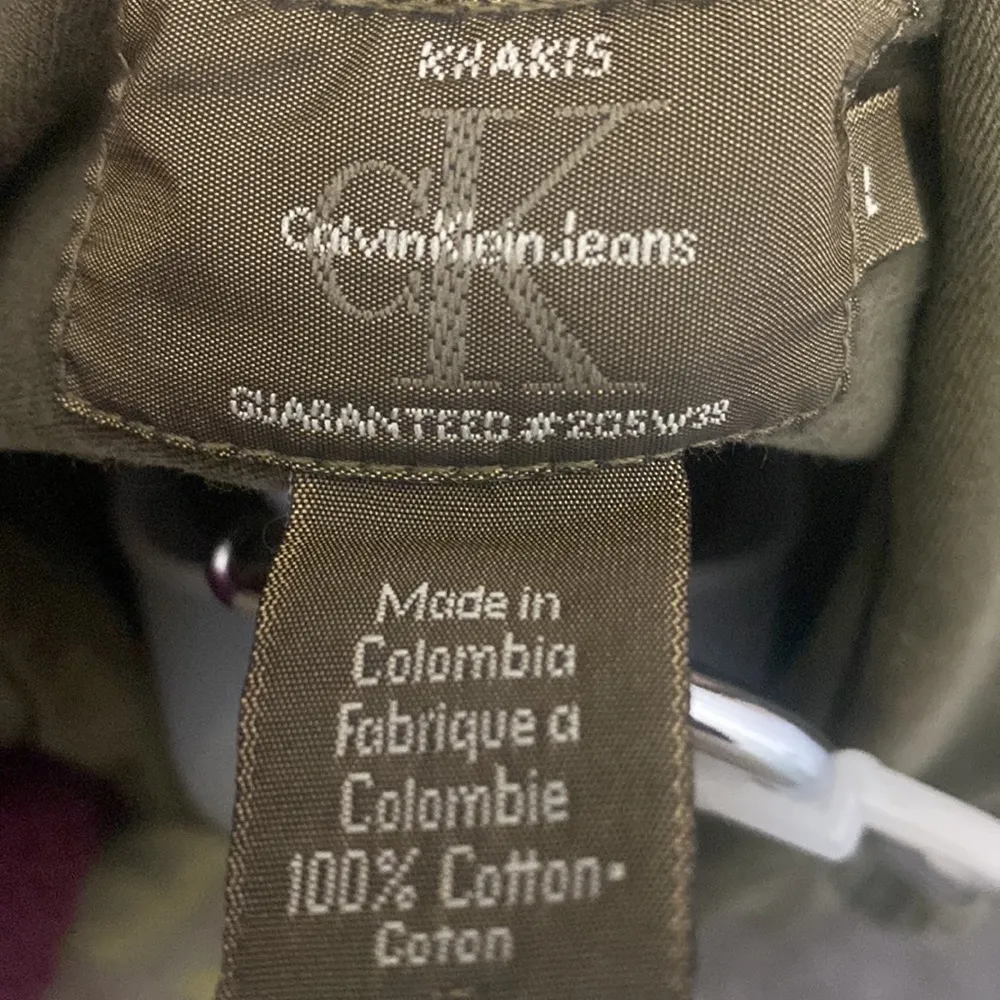 KHAKIS
CK
Calvin Klein Jeans
GUARANTEED #205W39
L
Made in
Colombia
Fabrique a
Colombie
100% Cotton•
Coton